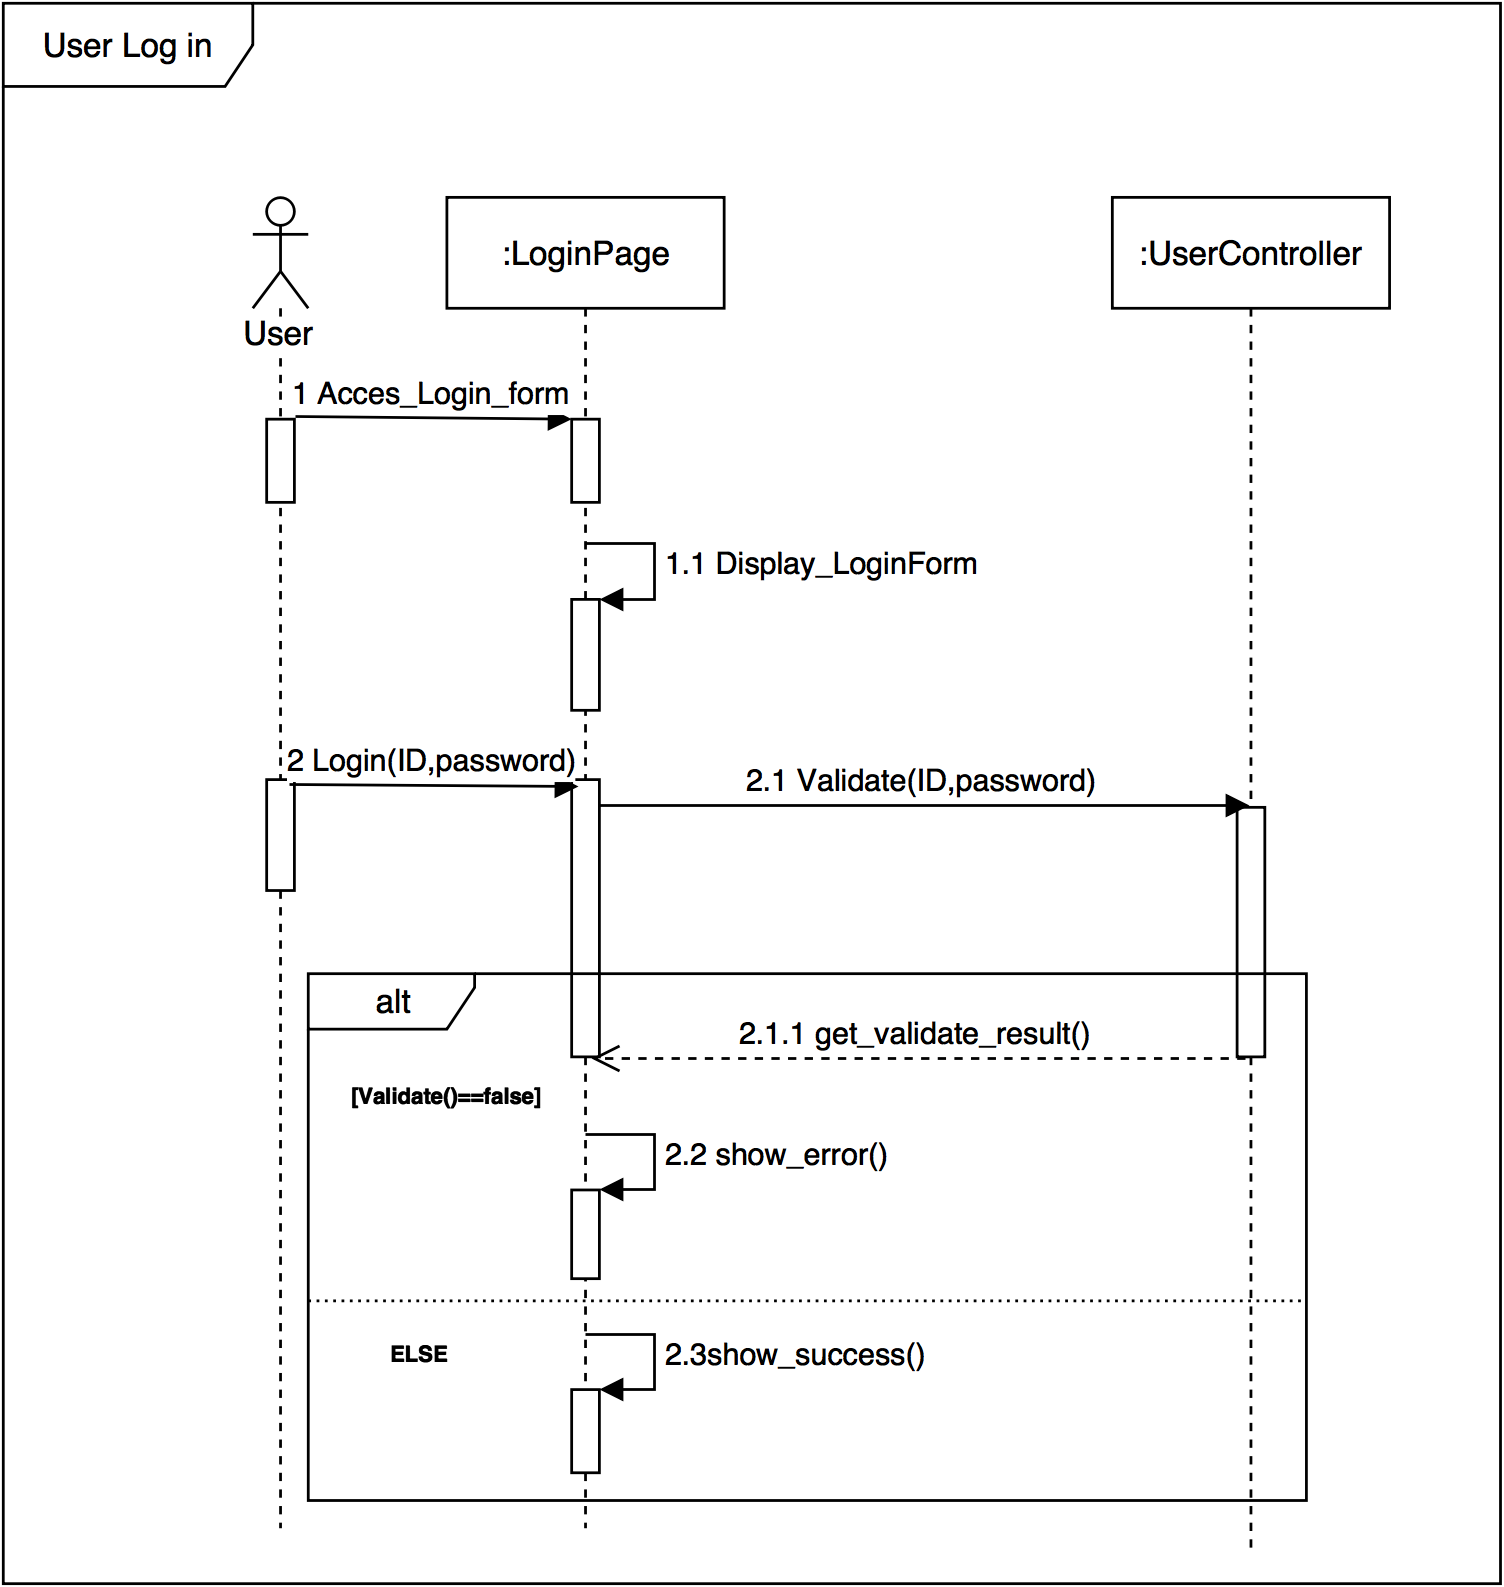 User Log in
:LoginPage
:UserController
User
1 Acces_Login_form
1.1 Display_LoginForm
2 Login(ID,password)
2.1 Validate(ID,password)
alt
2.1.1 get_validate_result()
[Validate()==false]
2.2 show_error()
ELSE
2.3show_success()